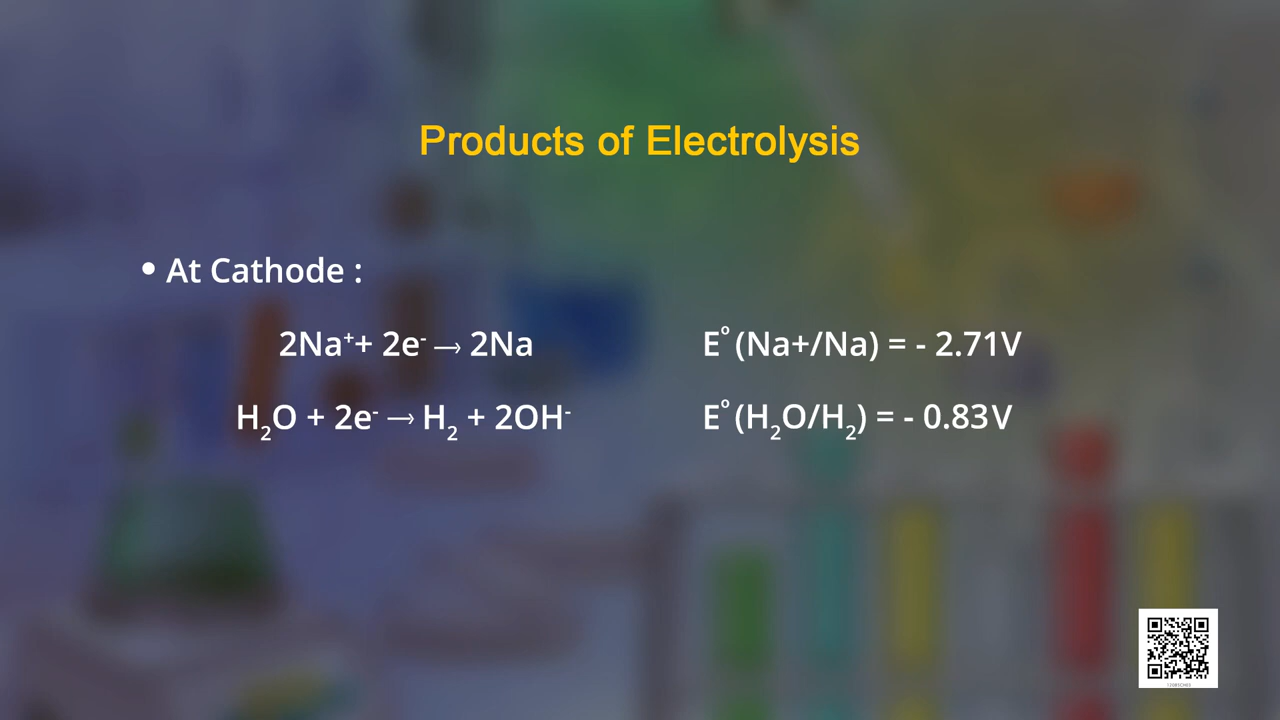 Products of Electrolysis
• At Cathode :
2Na⁺+ 2e⁻ → 2Na E° (Na+/Na) = - 2.71V
H₂O + 2e⁻ → H₂ + 2OH⁻ E° (H₂O/H₂) = - 0.83V